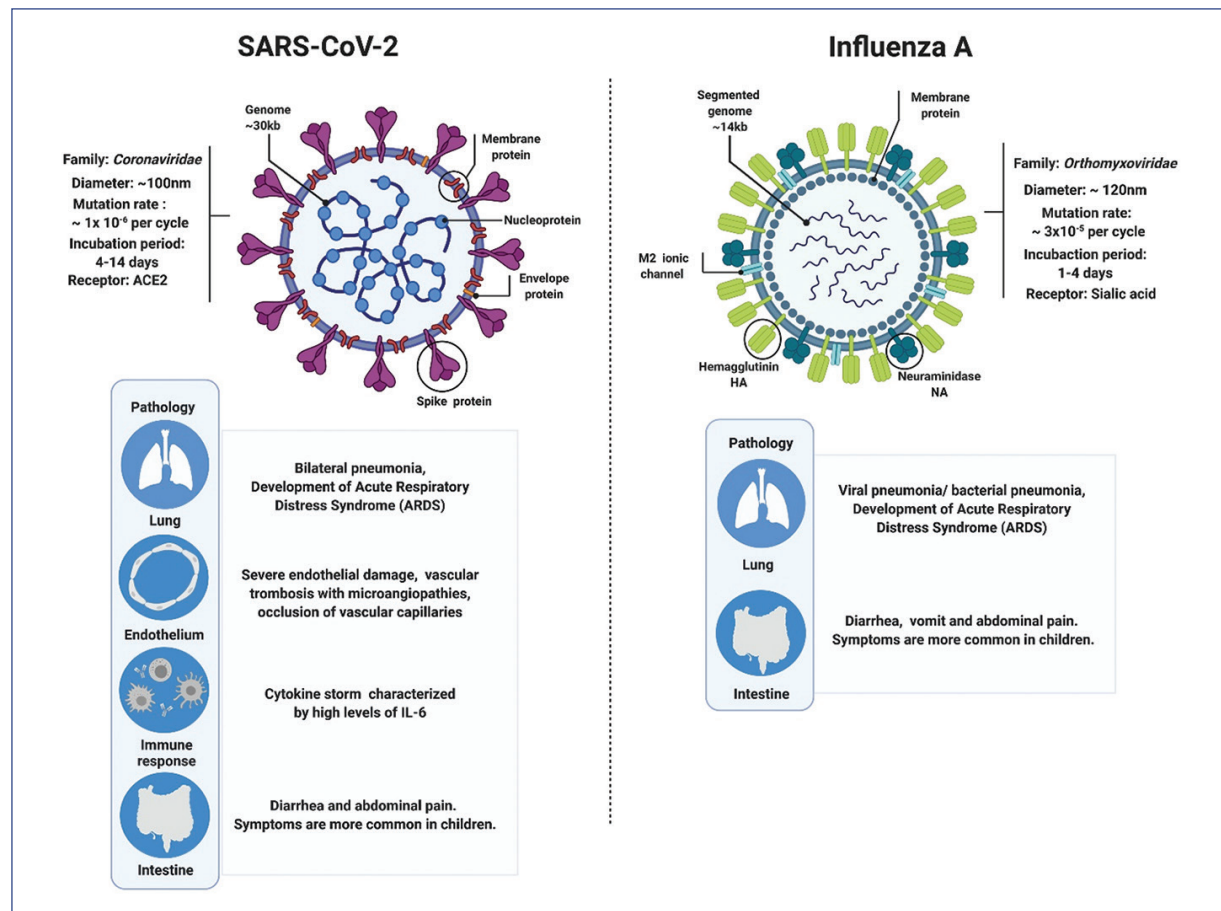 SARS-CoV-2
Genome
~30kb
Membrane
protein
Family: Coronaviridae
Diameter: ~100nm
Mutation rate :
~ 1x 10⁻⁶ per cycle
Incubation period:
4-14 days
Receptor: ACE2
Nucleoprotein
Envelope
protein
Spike protein
Pathology
Lung
Bilateral pneumonia,
Development of Acute Respiratory
Distress Syndrome (ARDS)
Endothelium
Severe endothelial damage, vascular
trombosis with microangiopathies,
occlusion of vascular capillaries
Immune
response
Cytokine storm characterized
by high levels of IL-6
Intestine
Diarrhea and abdominal pain.
Symptoms are more common in children.
Influenza A
Segmented
genome
~14kb
Membrane
protein
Family: Orthomyxoviridae
Diameter: ~ 120nm
Mutation rate:
~ 3x10⁻⁵ per cycle
Incubaction period:
1-4 days
Receptor: Sialic acid
M2 ionic
channel
Hemagglutinin
HA
Neuraminidase
NA
Pathology
Lung
Viral pneumonia/ bacterial pneumonia,
Development of Acute Respiratory
Distress Syndrome (ARDS)
Intestine
Diarrhea, vomit and abdominal pain.
Symptoms are more common in children.